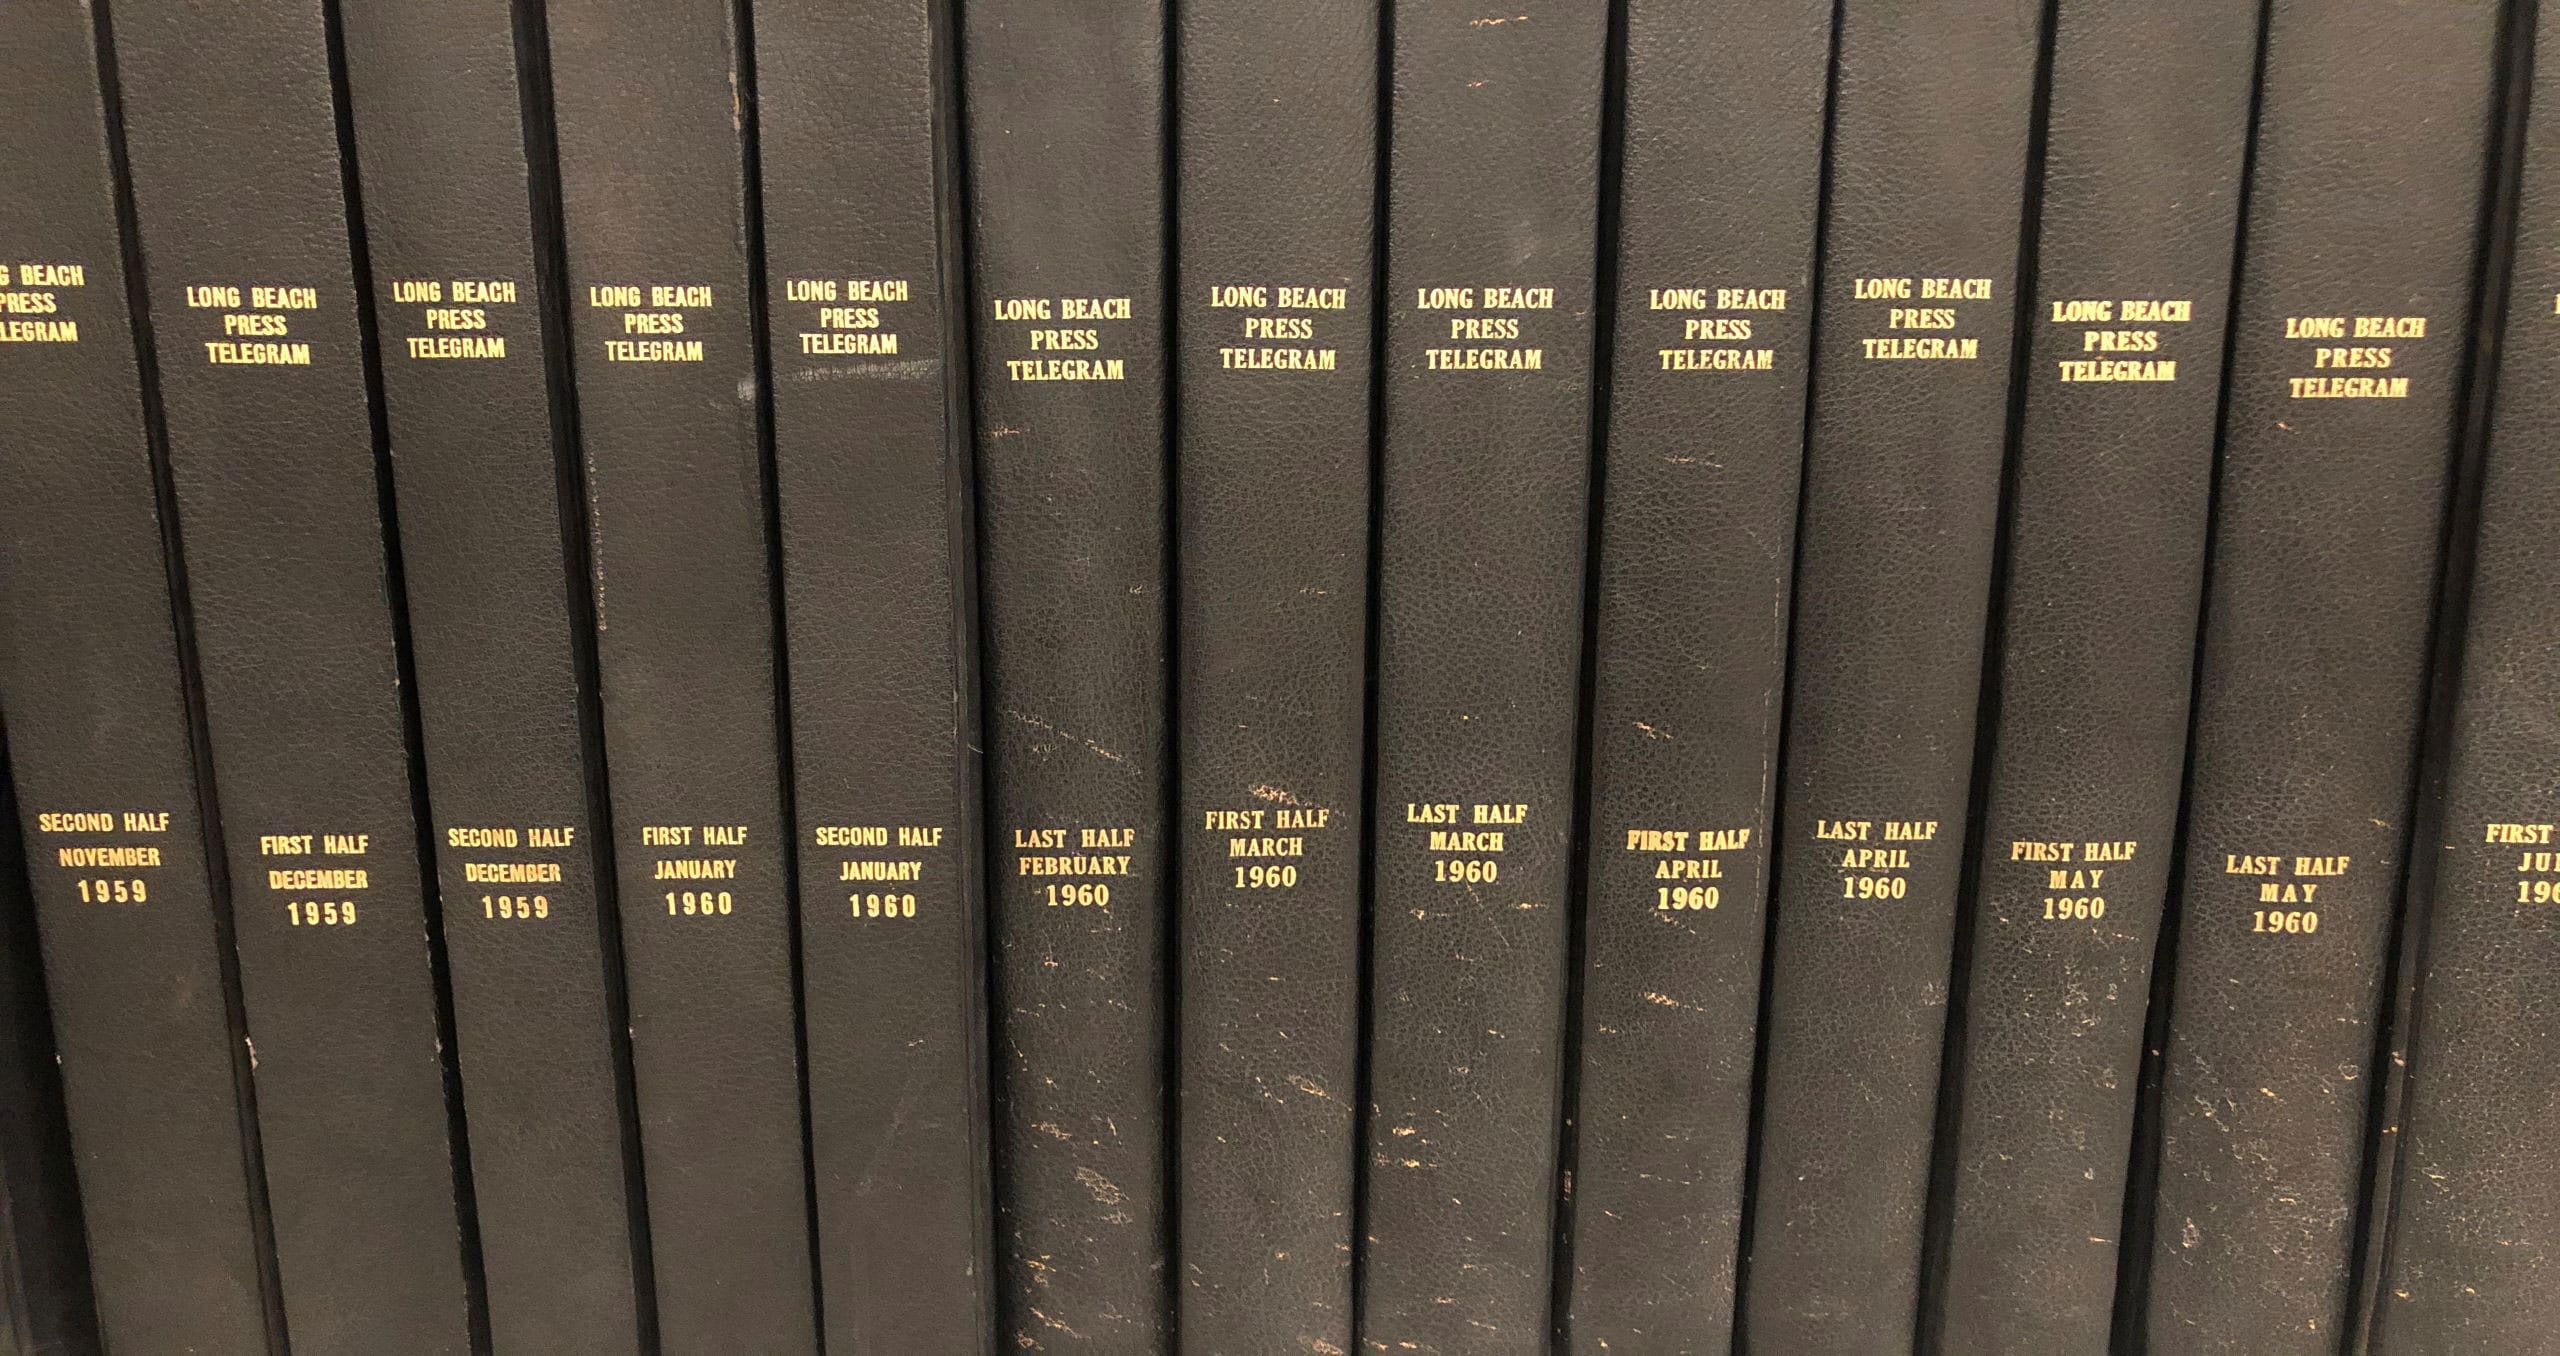 BEACH
PRESS
SECOND HALF
NOVEMBER
1959
LONG BEACH
PRESS
TELEGRAM
FIRST HALF
DECEMBER
1959
LONG BEACH
PRESS
TELEGRAM
SECOND HALF
DECEMBER
1959
LONG BEACH
PRESS
TELEGRAM
FIRST HALF
JANUARY
1960
LONG BEACH
PRESS
TELEGRAM
SECOND HALF
JANUARY
1960
LONG BEACH
PRESS
TELEGRAM
LAST HALF
FEBRUARY
1960
LONG BEACH
PRESS
TELEGRAM
FIRST HALF
MARCH
1960
LONG BEACH
PRESS
TELEGRAM
LAST HALF
MARCH
1960
LONG BEACH
PRESS
TELEGRAM
FIRST HALF
APRIL
1960
LONG BEACH
PRESS
TELEGRAM
LAST HALF
APRIL
1960
LONG BEACH
PRESS
TELEGRAM
FIRST HALF
MAY
1960
LONG BEACH
PRESS
TELEGRAM
LAST HALF
MAY
1960
FIRST